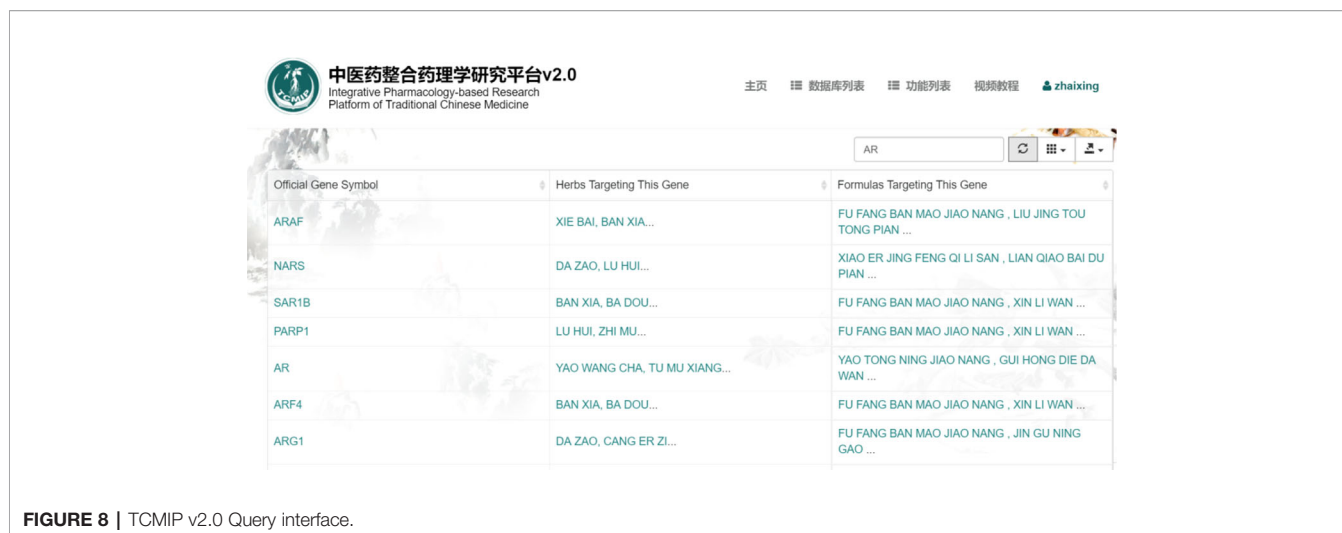 中医药整合药理学研究平台v2.0
Integrative Pharmacology-based Research
Platform of Traditional Chinese Medicine
TCMIP
主页 数据库列表 功能列表 视频教程 zhaixing
AR
Official Gene Symbol Herbs Targeting This Gene Formulas Targeting This Gene
ARAF XIE BAI, BAN XIA... FU FANG BAN MAO JIAO NANG , LIU JING TOU
TONG PIAN ...
NARS DA ZAO, LU HUI... XIAO ER JING FENG QI LI SAN , LIAN QIAO BAI DU
PIAN ...
SAR1B BAN XIA, BA DOU... FU FANG BAN MAO JIAO NANG , XIN LI WAN ...
PARP1 LU HUI, ZHI MU... FU FANG BAN MAO JIAO NANG , XIN LI WAN ...
AR YAO WANG CHA, TU MU XIANG... YAO TONG NING JIAO NANG , GUI HONG DIE DA
WAN ...
ARF4 BAN XIA, BA DOU... FU FANG BAN MAO JIAO NANG , XIN LI WAN ...
ARG1 DA ZAO, CANG ER ZI... FU FANG BAN MAO JIAO NANG , JIN GU NING
GAO ...
FIGURE 8 | TCMIP v2.0 Query interface.